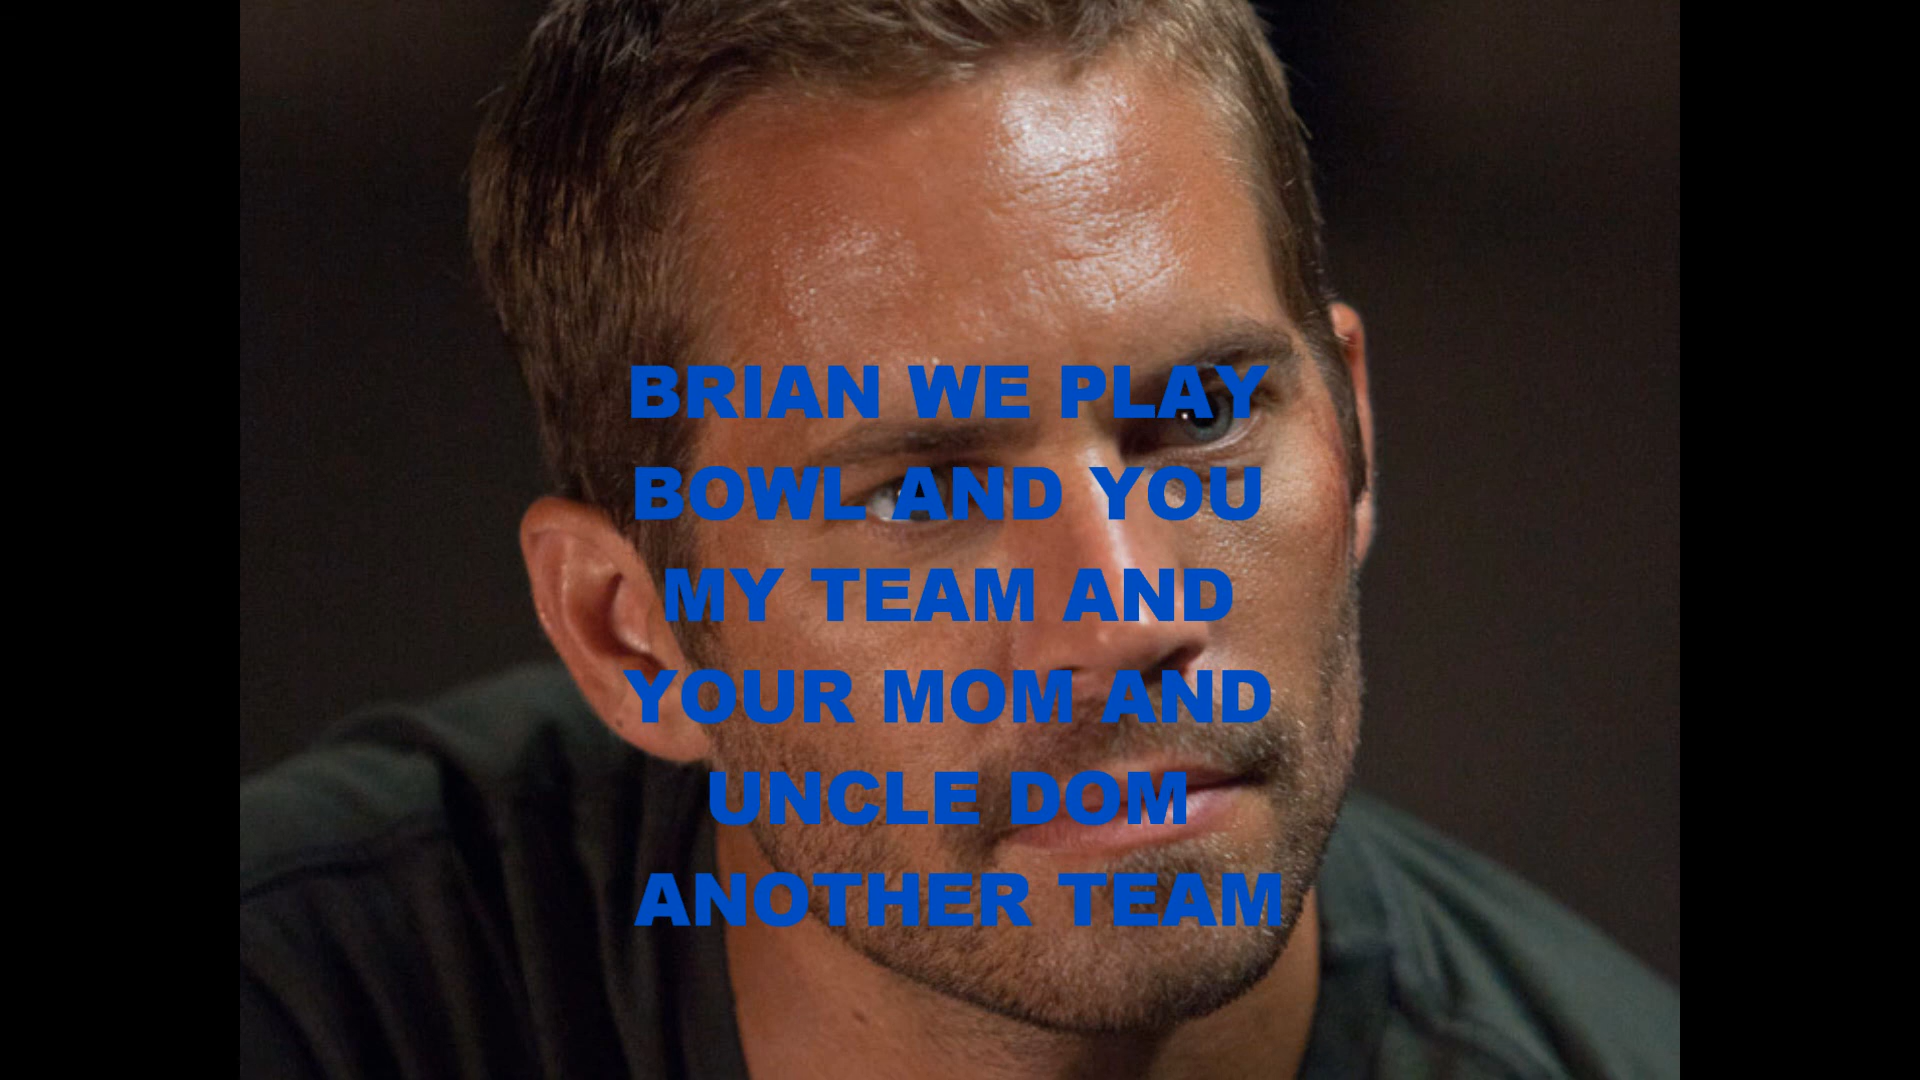 BRIAN WE PLAY
BOWL AND YOU
MY TEAM AND
YOUR MOM AND
UNCLE DOM
ANOTHER TEAM